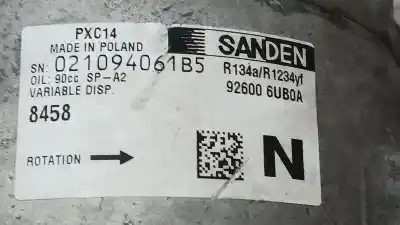 PXC14
MADE IN POLAND
SANDEN
SN: 021094061B5
R134a/R1234yf
OIL: 90cc. SP-A2
92600 6UB0A
VARIABLE DISP.
8458
ROTATION
N